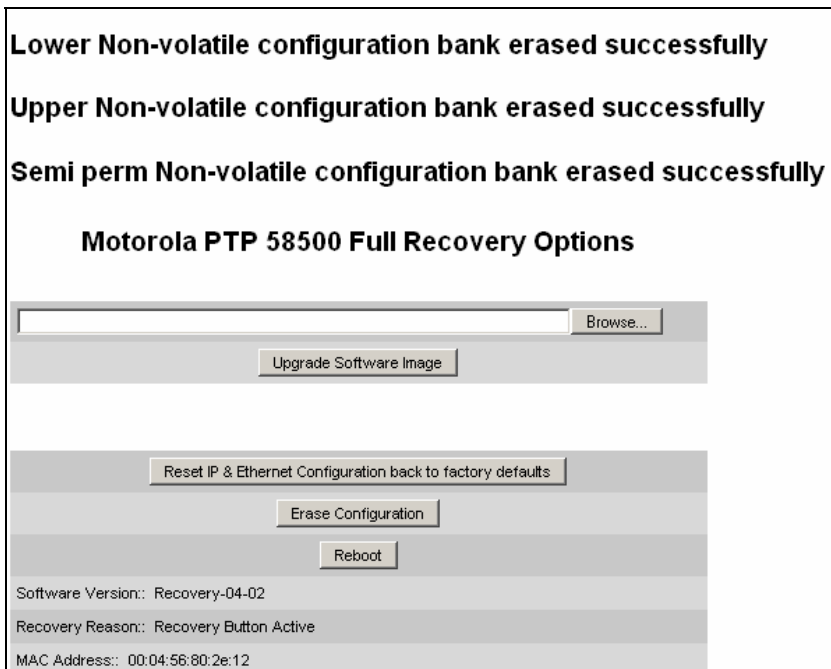 Lower Non-volatile configuration bank erased successfully
Upper Non-volatile configuration bank erased successfully
Semi perm Non-volatile configuration bank erased successfully
Motorola PTP 58500 Full Recovery Options
Browse...
Upgrade Software Image
Reset IP & Ethernet Configuration back to factory defaults
Erase Configuration
Reboot
Software Version:: Recovery-04-02
Recovery Reason:: Recovery Button Active
MAC Address:: 00:04:56:80:2e:12